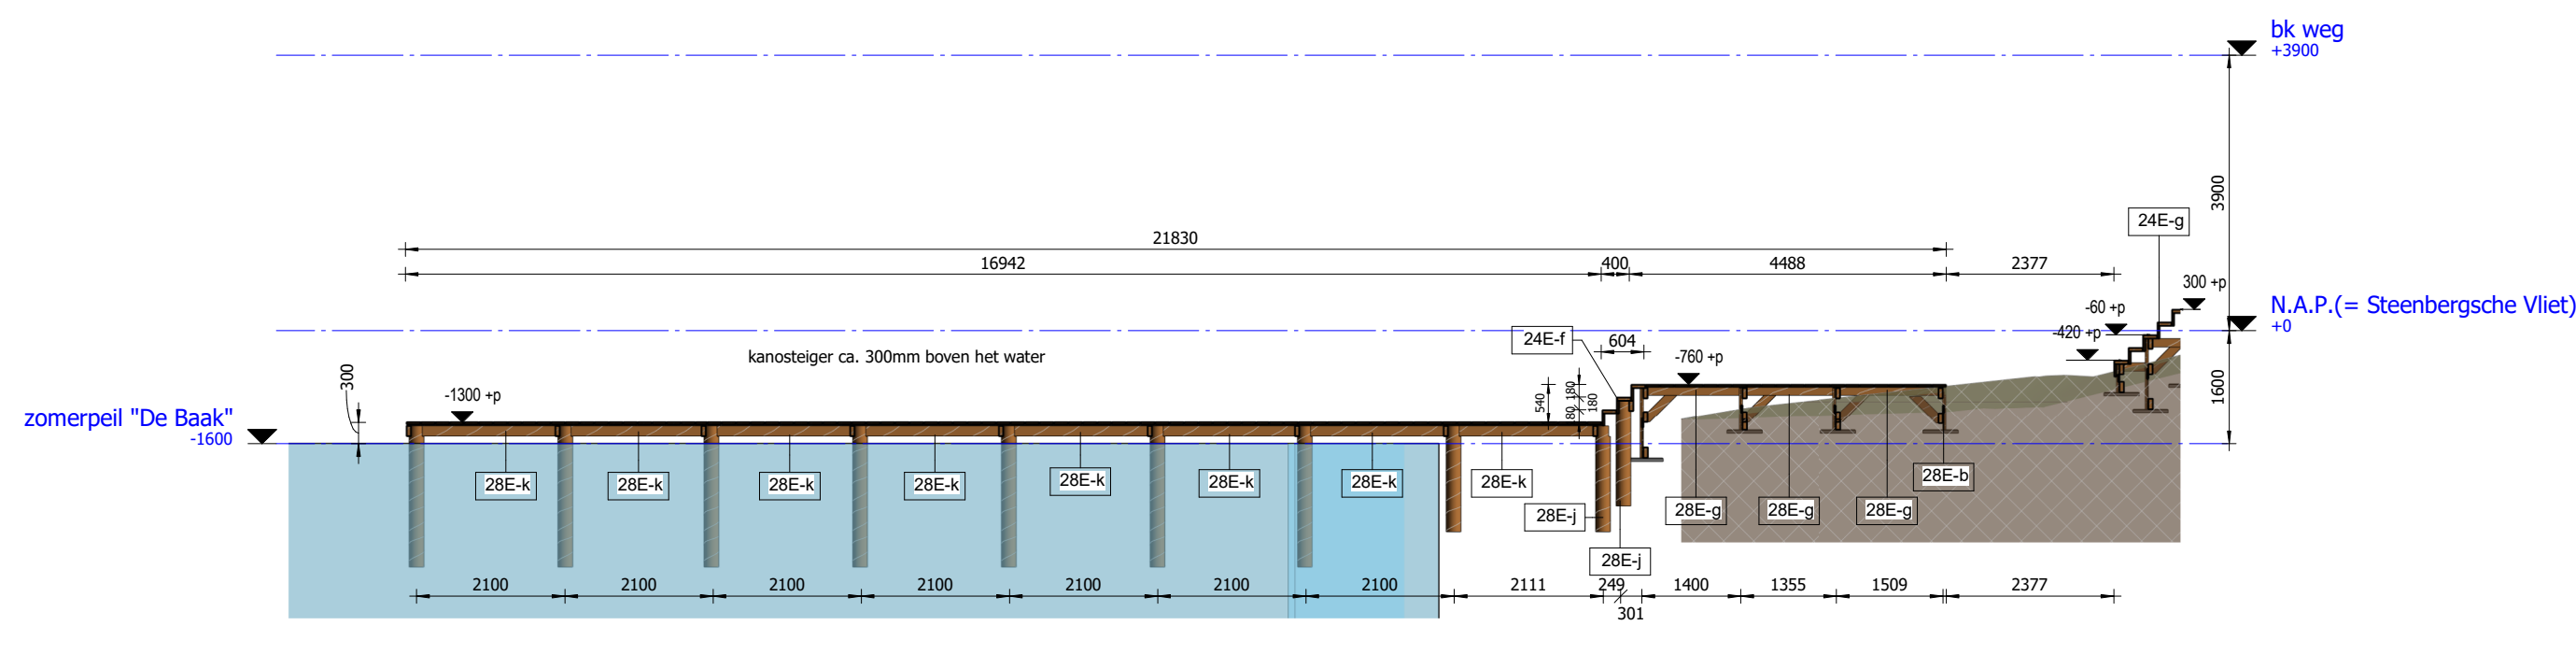 bk weg
+3900
3900
24E-g
21830
16942
400
4488
2377
300 +p
N.A.P.(= Steenbergsche Vliet)
+0
-60 +p
-420 +p
24E-f
604
kanosteiger ca. 300mm boven het water
-760 +p
300
-1300 +p
540
180
180
180
1600
zomerpeil "De Baak"
-1600
28E-k
28E-k
28E-k
28E-k
28E-k
28E-k
28E-k
28E-k
28E-b
28E-j
28E-g
28E-g
28E-g
28E-j
2100
2100
2100
2100
2100
2100
2100
2111
249
1400
1355
1509
2377
301